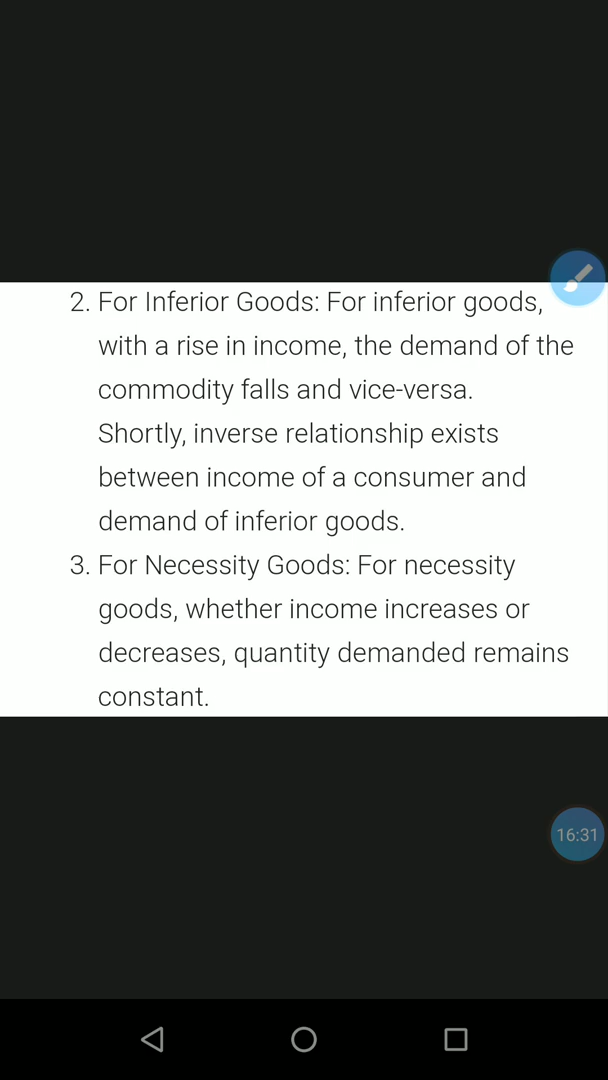 2. For Inferior Goods: For inferior goods,
with a rise in income, the demand of the
commodity falls and vice-versa.
Shortly, inverse relationship exists
between income of a consumer and
demand of inferior goods.
3. For Necessity Goods: For necessity
goods, whether income increases or
decreases, quantity demanded remains
constant.
16:31